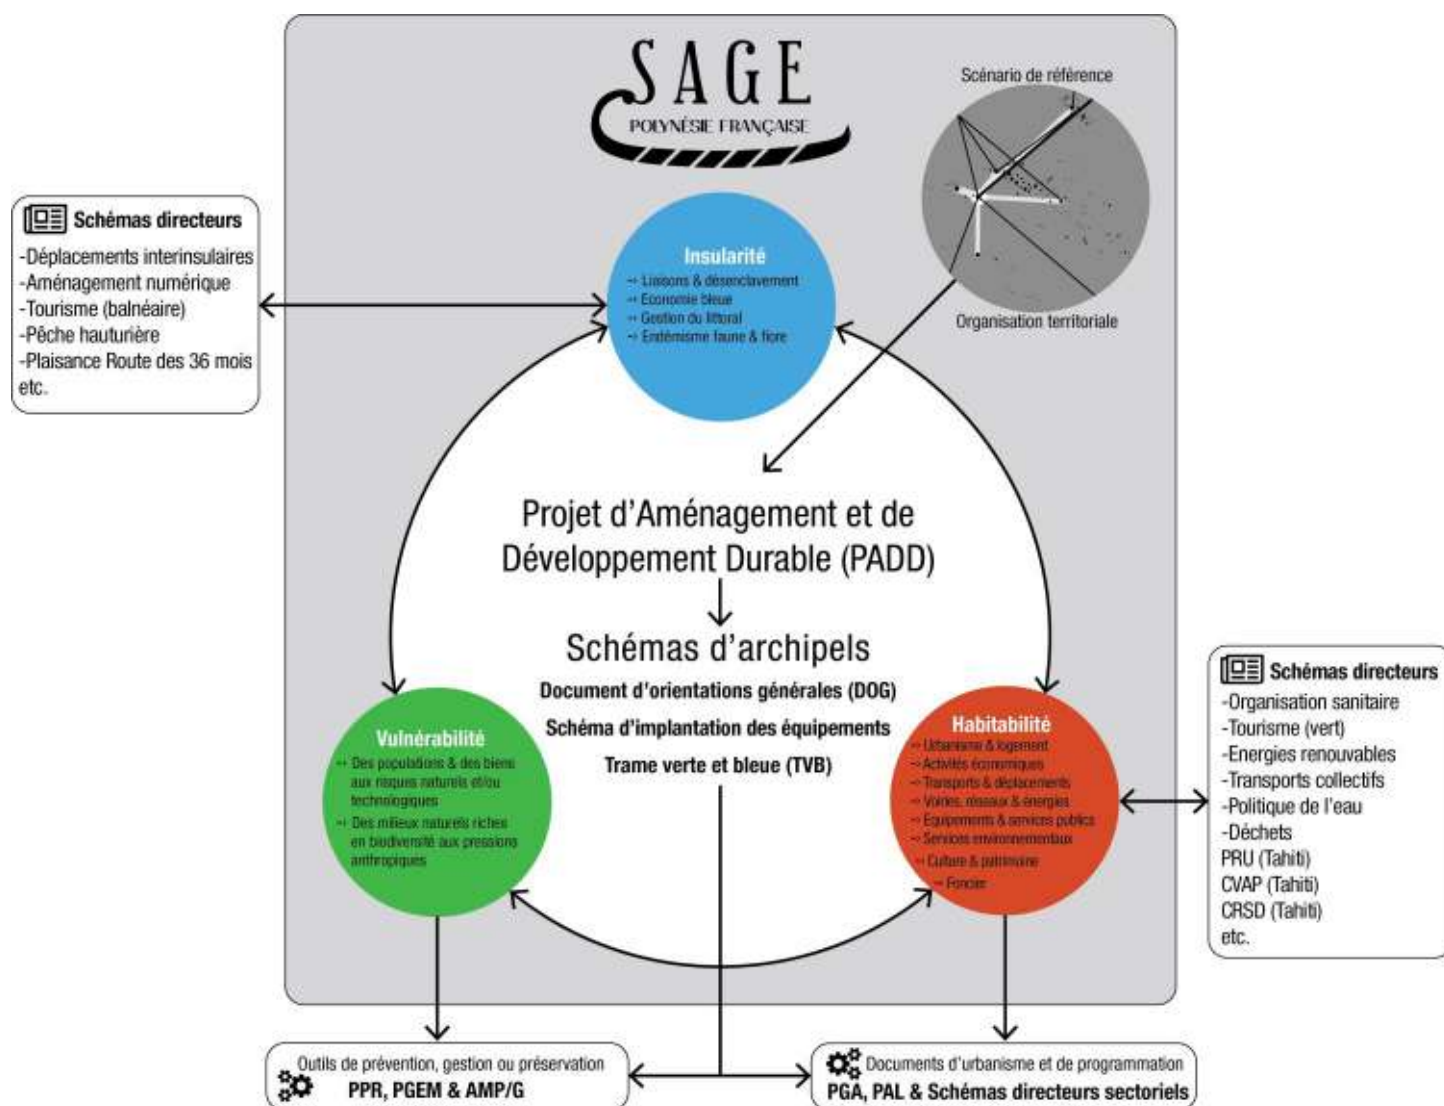 SAGE
POLYNÉSIE FRANÇAISE
Scénario de référence
Organisation territoriale
Schémas directeurs
-Déplacements interinsulaires
-Aménagement numérique
-Tourisme (balnéaire)
-Pêche hauturière
-Plaisance Route des 36 mois
etc.
Insularité
→ Liaisons & désenclavement
→ Economie bleue
→ Gestion du littoral
→ Endémisme faune & flore
Projet d'Aménagement et de
Développement Durable (PADD)
Schémas d'archipels
Document d'orientations générales (DOG)
Schéma d'implantation des équipements
Trame verte et bleue (TVB)
Vulnérabilité
→ Des populations & des biens
aux risques naturels et/ou
technologiques
→ Des milieux naturels riches
en biodiversité aux pressions
anthropiques
Habitabilité
→ Urbanisme & logement
→ Activités économiques
→ Transports & déplacements
→ Voiries, réseaux & energies
→ Equipements & services publics
→ Services environnementaux
→ Culture & patrimoine
→ Foncier
Schémas directeurs
-Organisation sanitaire
-Tourisme (vert)
-Energies renouvables
-Transports collectifs
-Politique de l'eau
-Déchets
PRU (Tahiti)
CVAP (Tahiti)
CRSD (Tahiti)
etc.
Outils de prévention, gestion ou préservation
PPR, PGEM & AMP/G
Documents d'urbanisme et de programmation
PGA, PAL & Schémas directeurs sectoriels